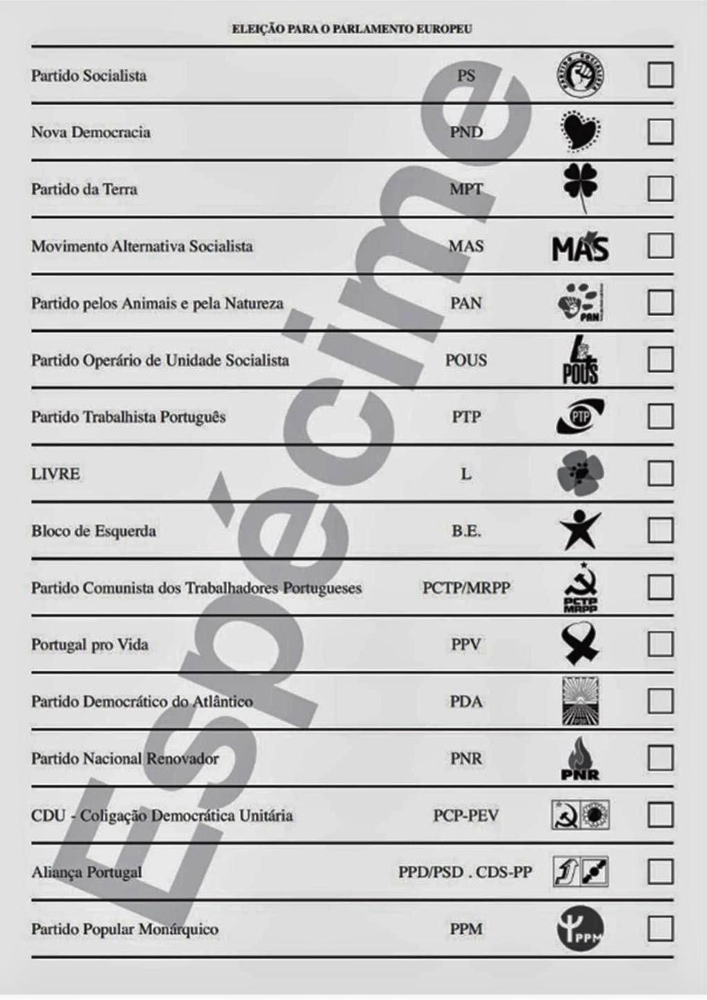 ELEIÇÃO PARA O PARLAMENTO EUROPEU
Partido Socialista PS PARTIDO SOCIALISTA
Nova Democracia PND
Partido da Terra MPT
Movimento Alternativa Socialista MAS MAS
Partido pelos Animais e pela Natureza PAN PAN
Partido Operário de Unidade Socialista POUS 4 POUS
Partido Trabalhista Português PTP PTP
LIVRE L
Bloco de Esquerda B.E.
Partido Comunista dos Trabalhadores Portugueses PCTP/MRPP PCTP
MRPP
Portugal pro Vida PPV
Partido Democrático do Atlântico PDA
Partido Nacional Renovador PNR PNR
CDU - Coligação Democrática Unitária PCP-PEV
Aliança Portugal PPD/PSD . CDS-PP
Partido Popular Monárquico PPM PPM
Espécime